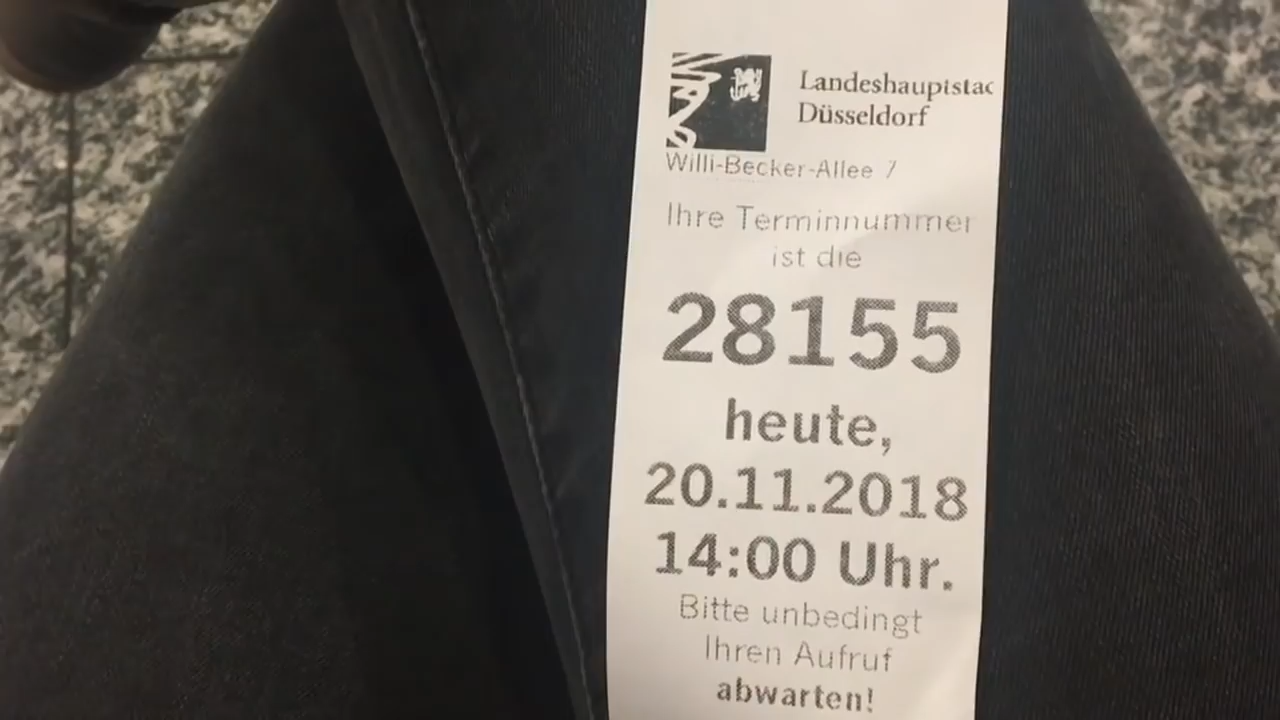 Landeshauptstac
Düsseldorf
Willi-Becker-Allee 7
Ihre Terminnummer
ist die
28155
heute,
20.11.2018
14:00 Uhr.
Bitte unbedingt
Ihren Aufruf
abwarten!